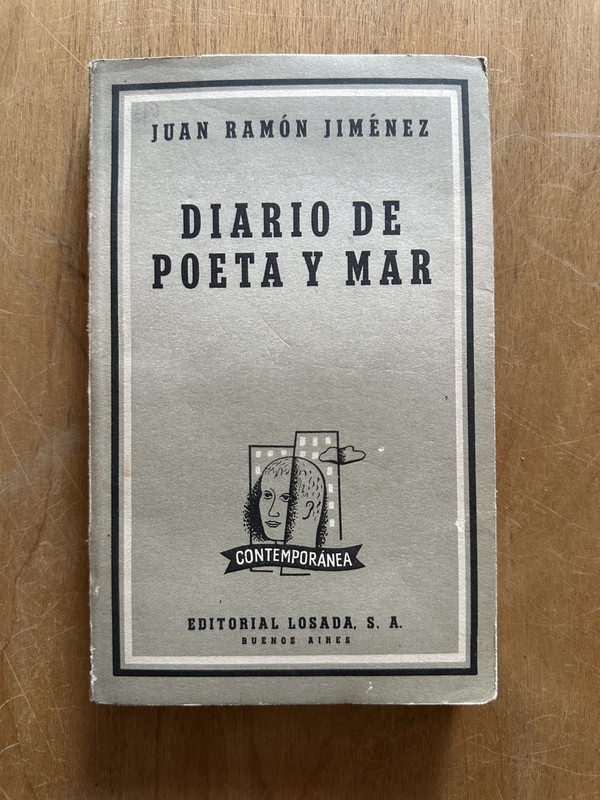 JUAN RAMÓN JIMÉNEZ
DIARIO DE
POETA Y MAR
CONTEMPORÁNEA
EDITORIAL LOSADA, S. A.
BUENOS AIRES